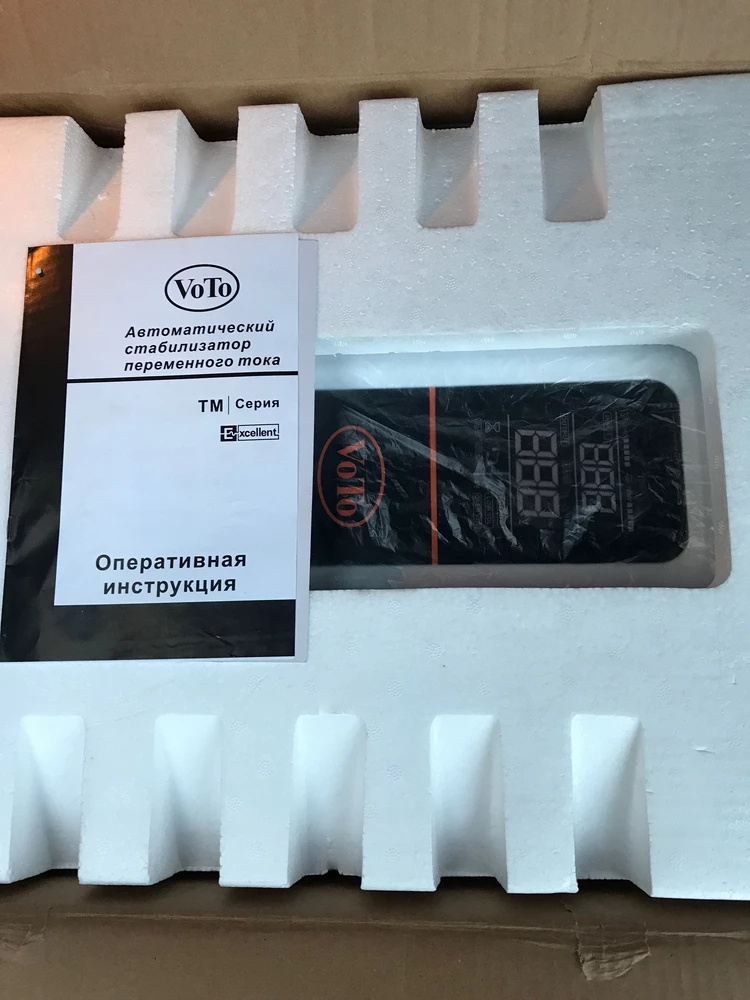 VoTo
Автоматический
стабилизатор
переменного тока
TM Серия
Excellent
Оперативная
инструкция
VoTo